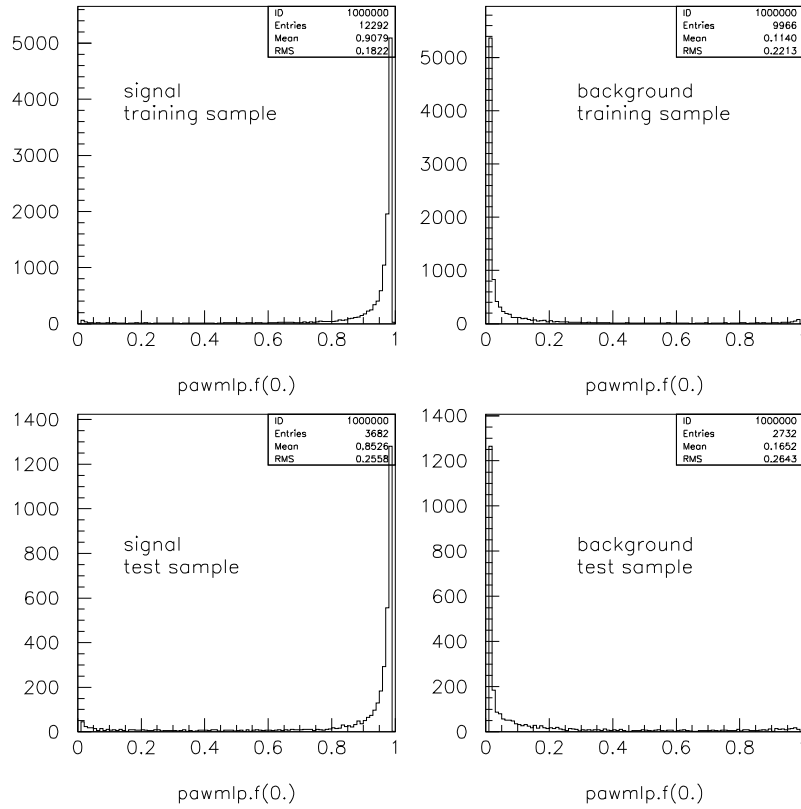 ID 1000000
Entries 12292
Mean 0.9079
RMS 0.1822
signal
training sample
5000
4000
3000
2000
1000
0
0 0.2 0.4 0.6 0.8 1
pawmlp.f(0.)
ID 1000000
Entries 9966
Mean 0.1140
RMS 0.2213
background
training sample
5000
4000
3000
2000
1000
0
0 0.2 0.4 0.6 0.8 1
pawmlp.f(0.)
ID 1000000
Entries 3682
Mean 0.8526
RMS 0.2558
signal
test sample
1400
1200
1000
800
600
400
200
0
0 0.2 0.4 0.6 0.8 1
pawmlp.f(0.)
ID 1000000
Entries 2732
Mean 0.1652
RMS 0.2643
background
test sample
1400
1200
1000
800
600
400
200
0
0 0.2 0.4 0.6 0.8
pawmlp.f(0.)